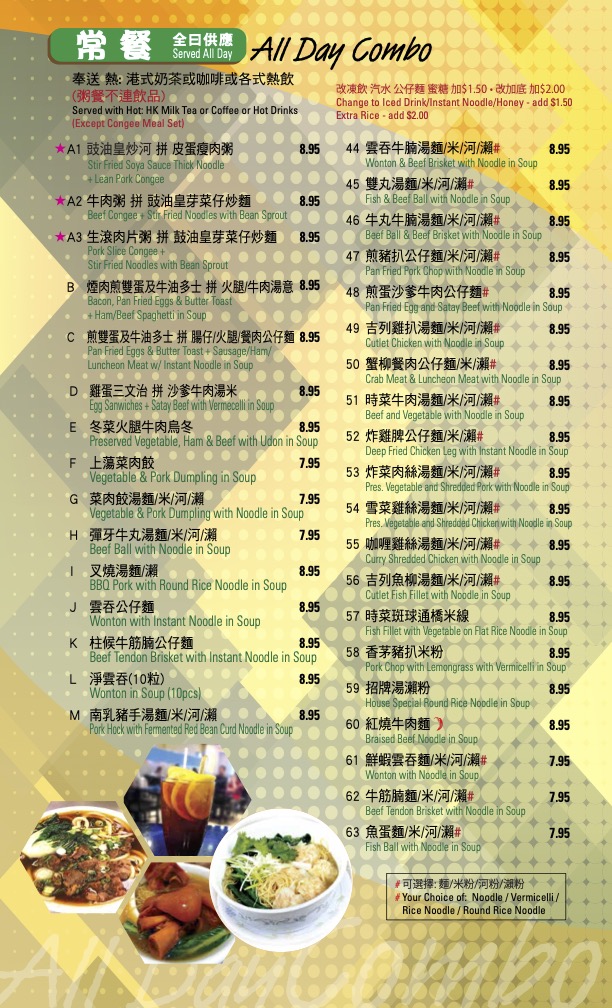 常餐 全日供應
Served All Day
All Day Combo
奉送 熱: 港式奶茶或咖啡或各式熱飲
(粥餐不連飲品)
Served with Hot: HK Milk Tea or Coffee or Hot Drinks
(Except Congee Meal Set)
改凍飲 汽水 公仔麵 蜜糖 加$1.50 • 改加底 加$2.00
Change to Iced Drink/Instant Noodle/Honey - add $1.50
Extra Rice - add $2.00
★A1 豉油皇炒河 拼 皮蛋瘦肉粥 8.95
Stir Fried Soya Sauce Thick Noodle
+ Lean Pork Congee
★A2 牛肉粥 拼 豉油皇芽菜仔炒麵 8.95
Beef Congee + Stir Fried Noodles with Bean Sprout
★A3 生滾肉片粥 拼 豉油皇芽菜仔炒麵 8.95
Pork Slice Congee +
Stir Fried Noodles with Bean Sprout
B 煙肉煎雙蛋及牛油多士 拼 火腿/牛肉湯意 8.95
Bacon, Pan Fried Eggs & Butter Toast
+ Ham/Beef Spaghetti in Soup
C 煎雙蛋及牛油多士 拼 腸仔/火腿/餐肉公仔麵 8.95
Pan Fried Eggs & Butter Toast + Sausage/Ham/
Luncheon Meat w/ Instant Noodle in Soup
D 雞蛋三文治 拼 沙爹牛肉湯米 8.95
Egg Sanwiches + Satay Beef with Vermecelli in Soup
E 冬菜火腿牛肉烏冬 8.95
Preserved Vegetable, Ham & Beef with Udon in Soup
F 上蕩菜肉餃 7.95
Vegetable & Pork Dumpling in Soup
G 菜肉餃湯麵/米/河/瀨 7.95
Vegetable & Pork Dumpling with Noodle in Soup
H 彈牙牛丸湯麵/米/河/瀨 7.95
Beef Ball with Noodle in Soup
I 叉燒湯麵/瀨 8.95
BBQ Pork with Round Rice Noodle in Soup
J 雲吞公仔麵 8.95
Wonton with Instant Noodle in Soup
K 柱候牛筋腩公仔麵 8.95
Beef Tendon Brisket with Instant Noodle in Soup
L 淨雲吞(10粒) 8.95
Wonton in Soup (10pcs)
M 南乳豬手湯麵/米/河/瀨 8.95
Pork Hock with Fermented Red Bean Curd Noodle in Soup
44 雲吞牛腩湯麵/米/河/瀨# 8.95
Wonton & Beef Brisket with Noodle in Soup
45 雙丸湯麵/米/河/瀨# 8.95
Fish & Beef Ball with Noodle in Soup
46 牛丸牛腩湯麵/米/河/瀨# 8.95
Beef Ball & Beef Brisket with Noodle in Soup
47 煎豬扒公仔麵/米/河/瀨# 8.95
Pan Fried Pork Chop with Noodle in Soup
48 煎蛋沙爹牛肉公仔麵# 8.95
Pan Fried Egg and Satay Beef with Noodle in Soup
49 吉列雞扒湯麵/米/河/瀨# 8.95
Cutlet Chicken with Noodle in Soup
50 蟹柳餐肉公仔麵/米/河/瀨# 8.95
Crab Meat & Luncheon Meat with Noodle in Soup
51 時菜牛肉湯麵/米/河/瀨# 8.95
Beef and Vegetable with Noodle in Soup
52 炸雞脾公仔麵/米/瀨# 8.95
Deep Fried Chicken Leg with Instant Noodle in Soup
53 炸菜肉絲湯麵/米/河/瀨# 8.95
Pres. Vegetable and Shredded Pork with Noodle in Soup
54 雪菜雞絲湯麵/米/河/瀨# 8.95
Pres. Vegetable and Shredded Chicken with Noodle in Soup
55 咖喱雞絲湯麵/米/河/瀨# 8.95
Curry Shredded Chicken with Noodle in Soup
56 吉列魚柳湯麵/米/河/瀨# 8.95
Cutlet Fish Fillet with Noodle in Soup
57 時菜班球通橋米線 8.95
Fish Fillet with Vegetable on Flat Rice Noodle in Soup
58 香茅豬扒米粉 8.95
Pork Chop with Lemongrass with Vermicelli in Soup
59 招牌湯瀨粉 8.95
House Special Round Rice Noodle in Soup
60 紅燒牛肉麵 8.95
Braised Beef Noodle in Soup
61 鮮蝦雲吞麵/米/河/瀨# 7.95
Wonton with Noodle in Soup
62 牛筋腩麵/米/河/瀨# 7.95
Beef Tendon Brisket with Noodle in Soup
63 魚蛋麵/米/河/瀨# 7.95
Fish Ball with Noodle in Soup
# 可選擇: 麵/米粉/河粉/瀨粉
# Your Choice of: Noodle / Vermicelli /
Rice Noodle / Round Rice Noodle
All Day Combo